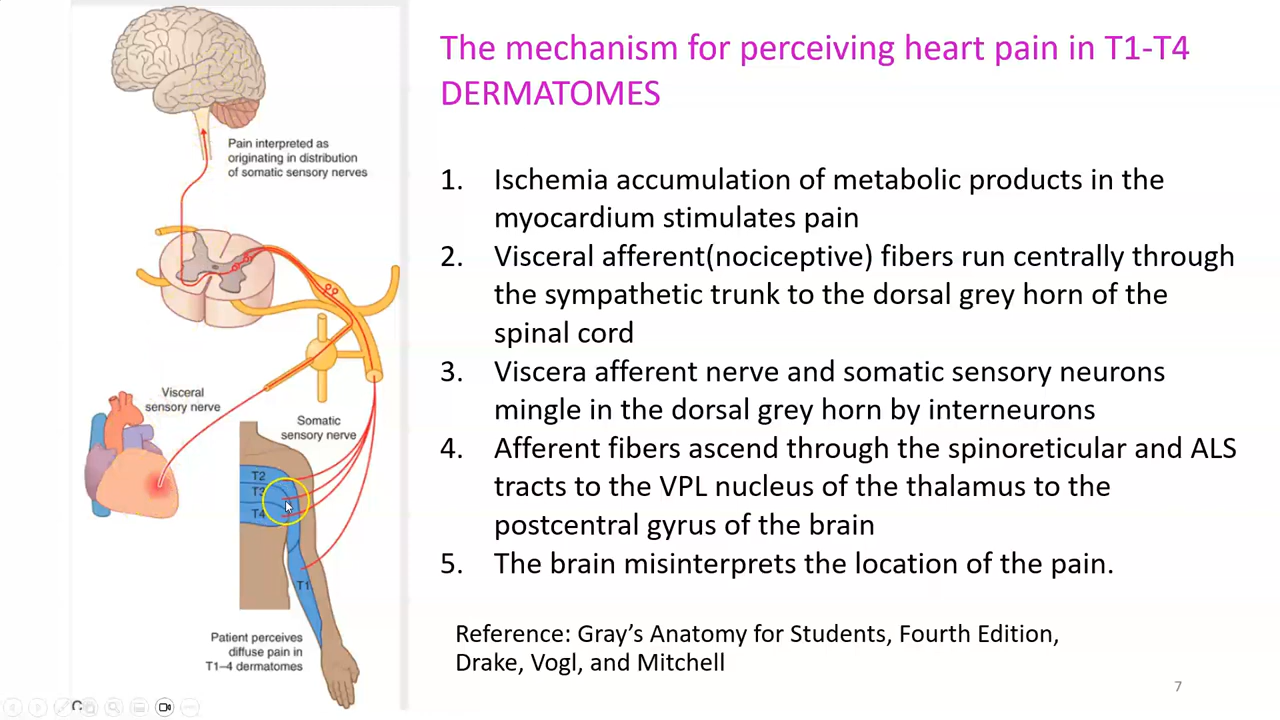 The mechanism for perceiving heart pain in T1-T4
DERMATOMES
Pain interpreted as
originating in distribution
of somatic sensory nerves
Visceral
sensory nerve
Somatic
sensory nerve
T2
T3
T4
T1
Patient perceives
diffuse pain in
T1–4 dermatomes
C
1. Ischemia accumulation of metabolic products in the
myocardium stimulates pain
2. Visceral afferent(nociceptive) fibers run centrally through
the sympathetic trunk to the dorsal grey horn of the
spinal cord
3. Viscera afferent nerve and somatic sensory neurons
mingle in the dorsal grey horn by interneurons
4. Afferent fibers ascend through the spinoreticular and ALS
tracts to the VPL nucleus of the thalamus to the
postcentral gyrus of the brain
5. The brain misinterprets the location of the pain.
Reference: Gray’s Anatomy for Students, Fourth Edition,
Drake, Vogl, and Mitchell
7